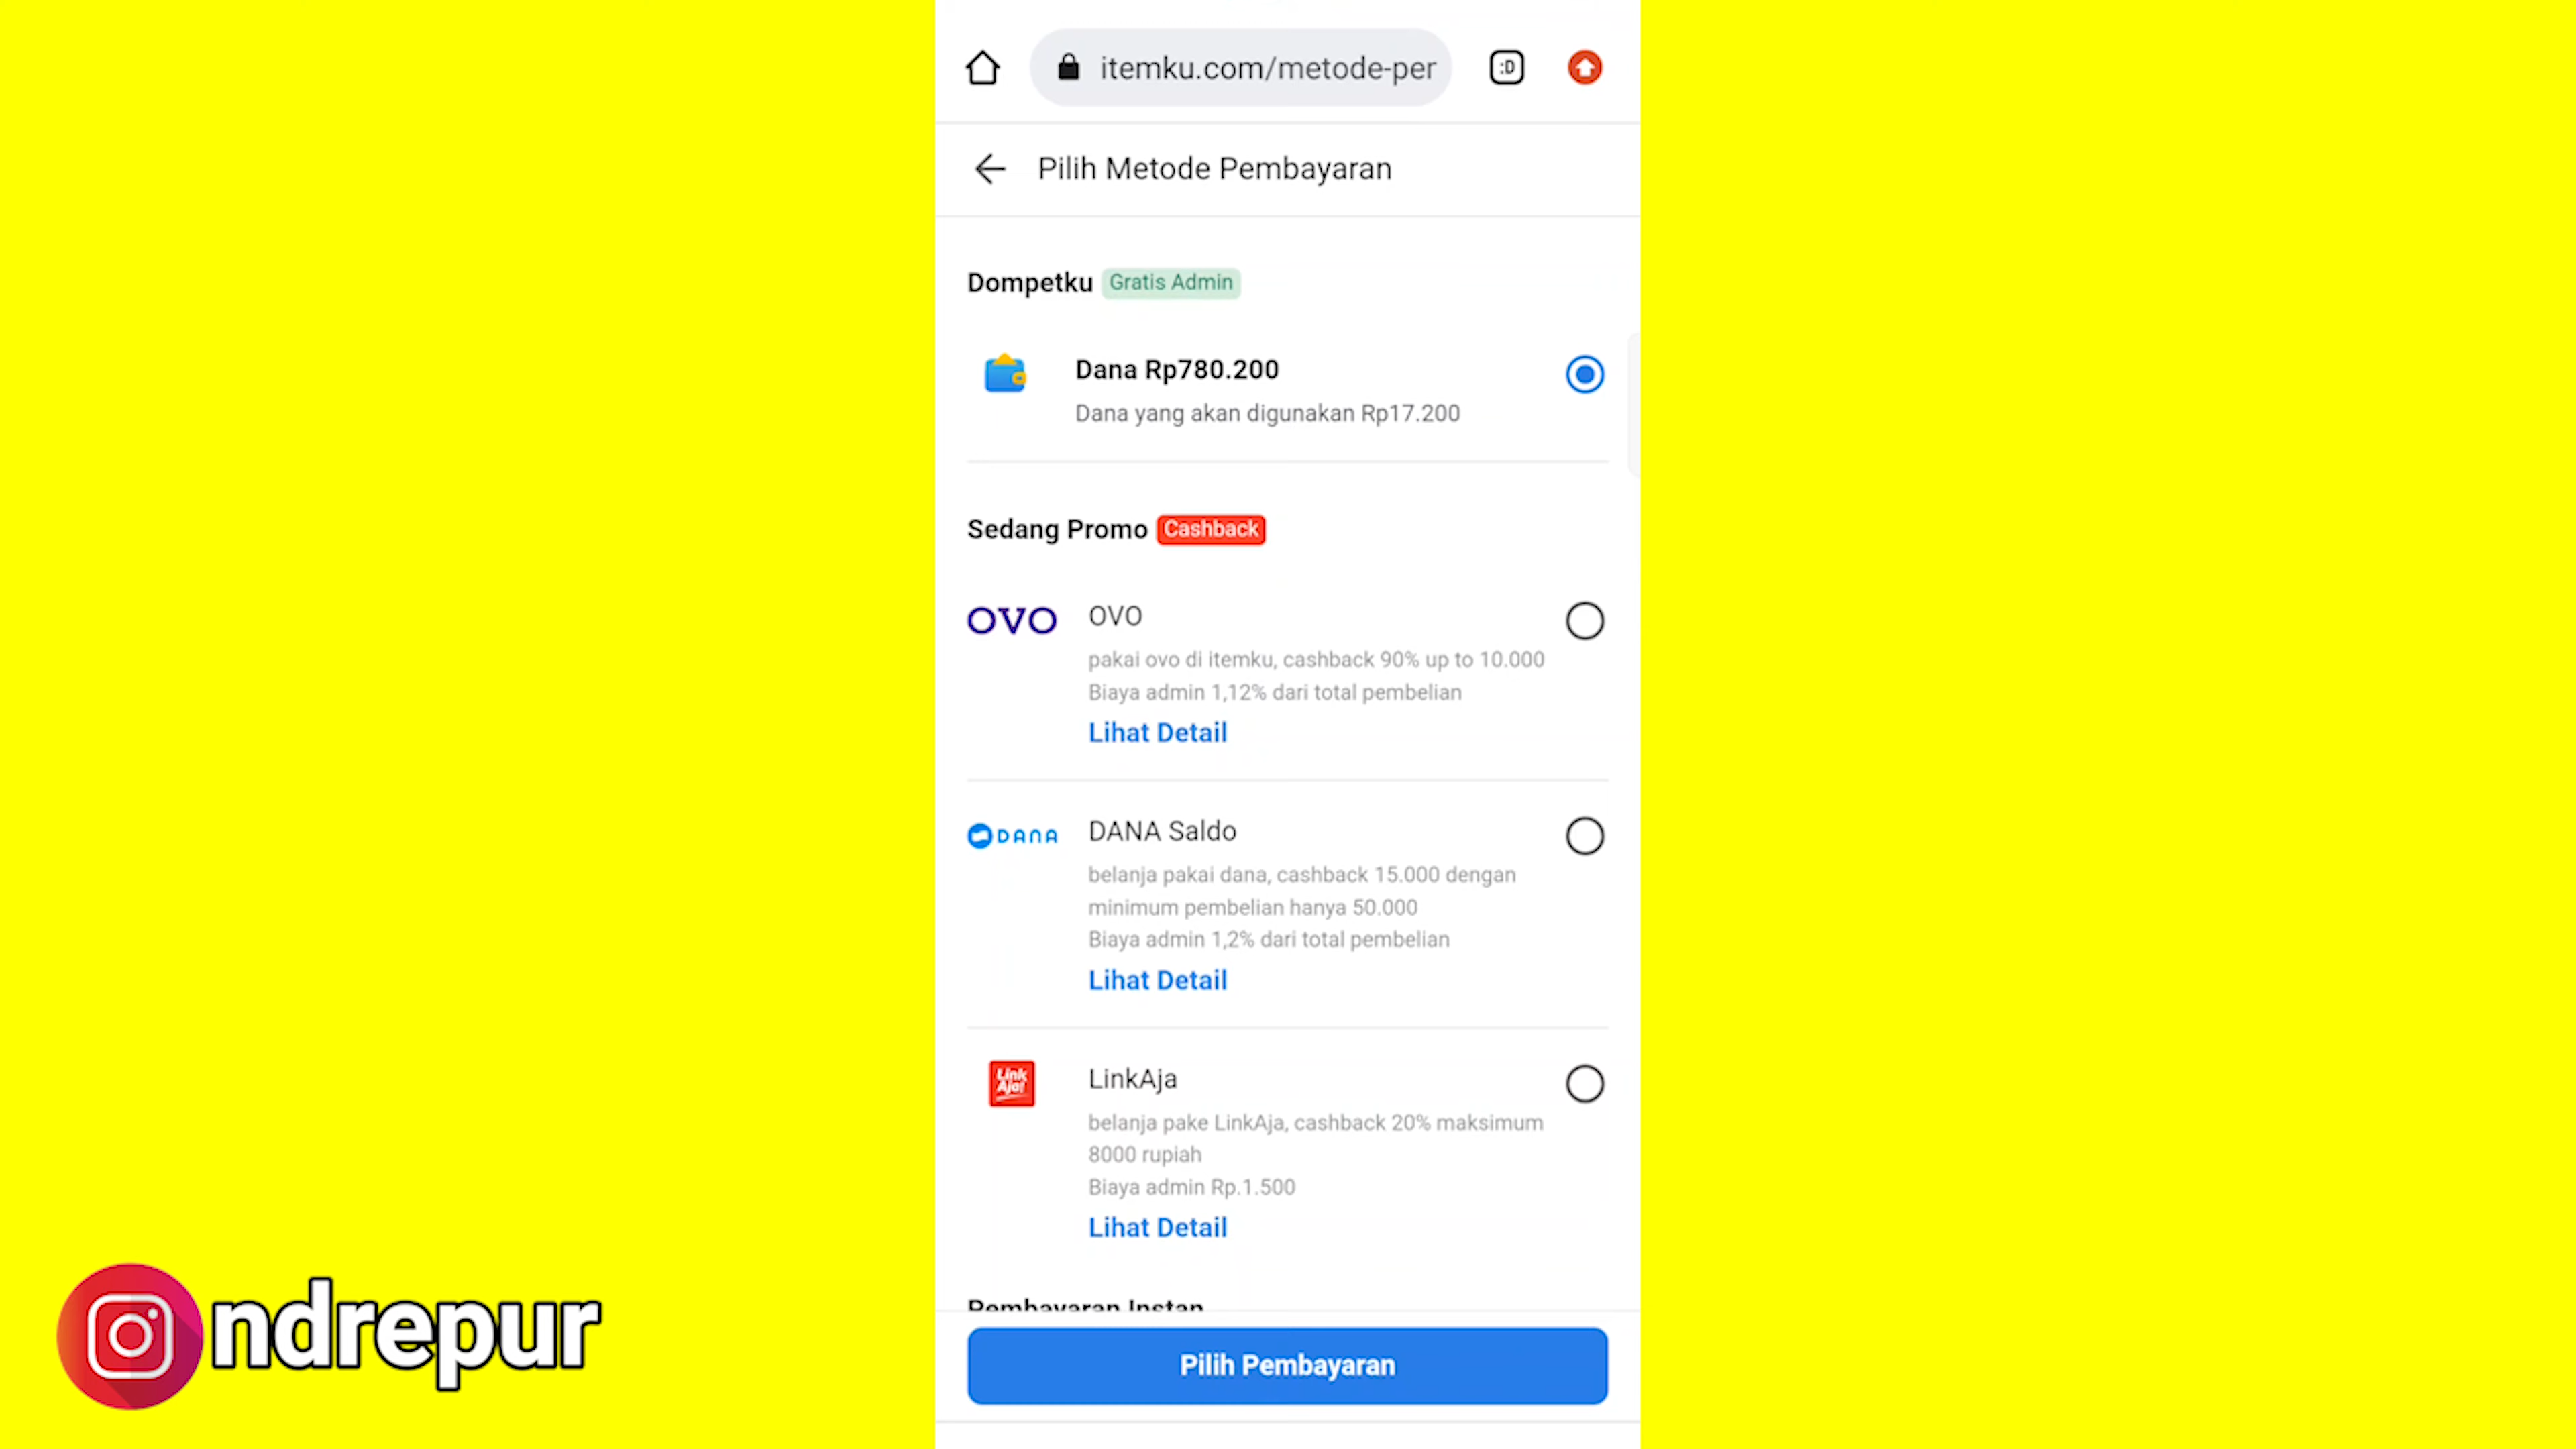 itemku.com/metode-per
:D
Pilih Metode Pembayaran
Dompetku Gratis Admin
Dana Rp780.200
Dana yang akan digunakan Rp17.200
Sedang Promo Cashback
OVO OVO
pakai ovo di itemku, cashback 90% up to 10.000
Biaya admin 1,12% dari total pembelian
Lihat Detail
DANA DANA Saldo
belanja pakai dana, cashback 15.000 dengan
minimum pembelian hanya 50.000
Biaya admin 1,2% dari total pembelian
Lihat Detail
Link Aja! LinkAja
belanja pake LinkAja, cashback 20% maksimum
8000 rupiah
Biaya admin Rp.1.500
Lihat Detail
Pembayaran Instan
Pilih Pembayaran
ndrepur